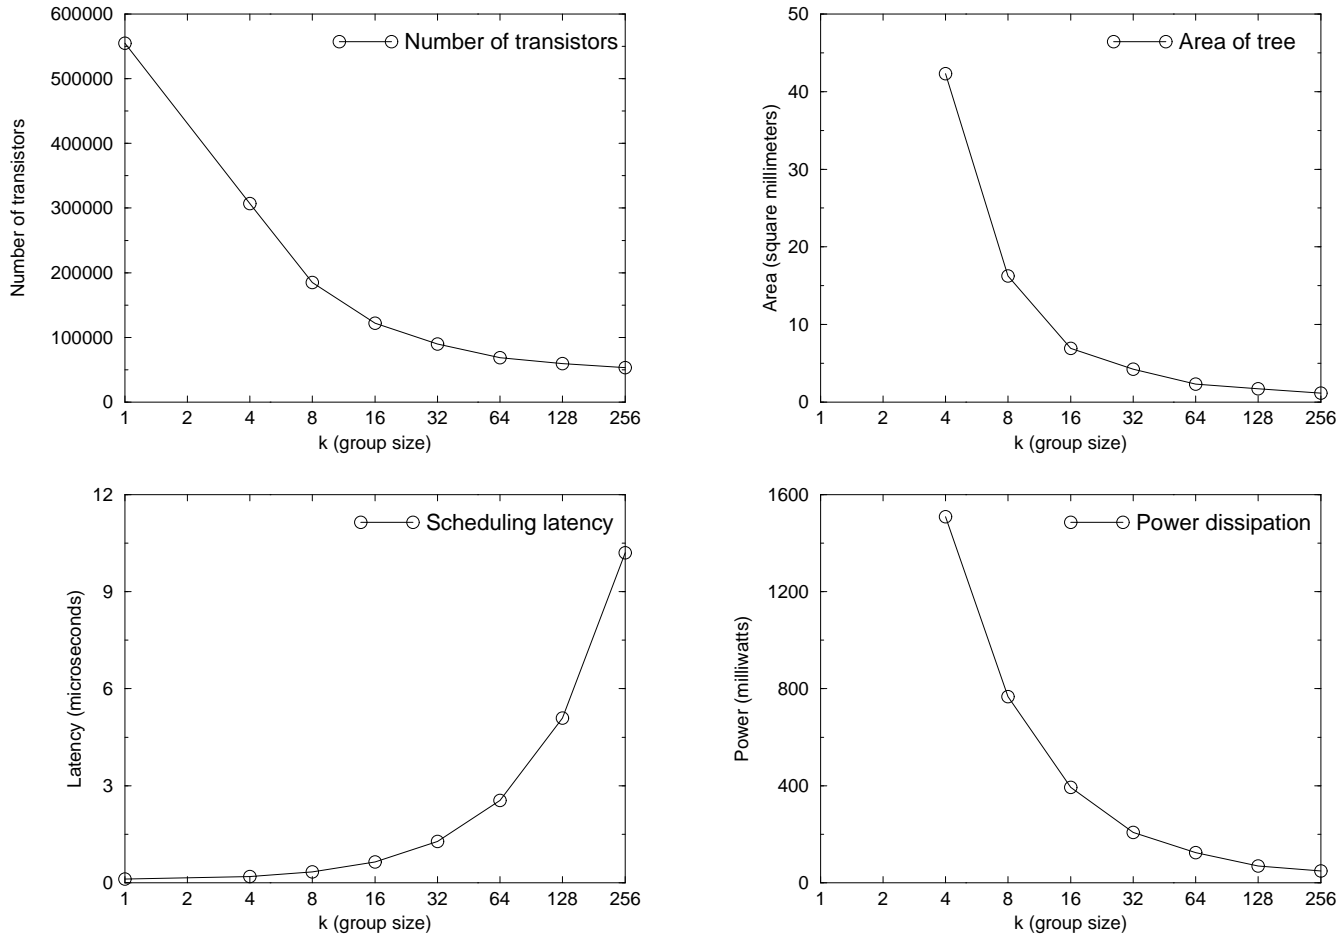 600000
500000
400000
300000
200000
100000
0
Number of transistors
Number of transistors
1 2 4 8 16 32 64 128 256
k (group size)
50
40
30
20
10
0
Area (square millimeters)
Area of tree
1 2 4 8 16 32 64 128 256
k (group size)
12
9
6
3
0
Latency (microseconds)
Scheduling latency
1 2 4 8 16 32 64 128 256
k (group size)
1600
1200
800
400
0
Power (milliwatts)
Power dissipation
1 2 4 8 16 32 64 128 256
k (group size)